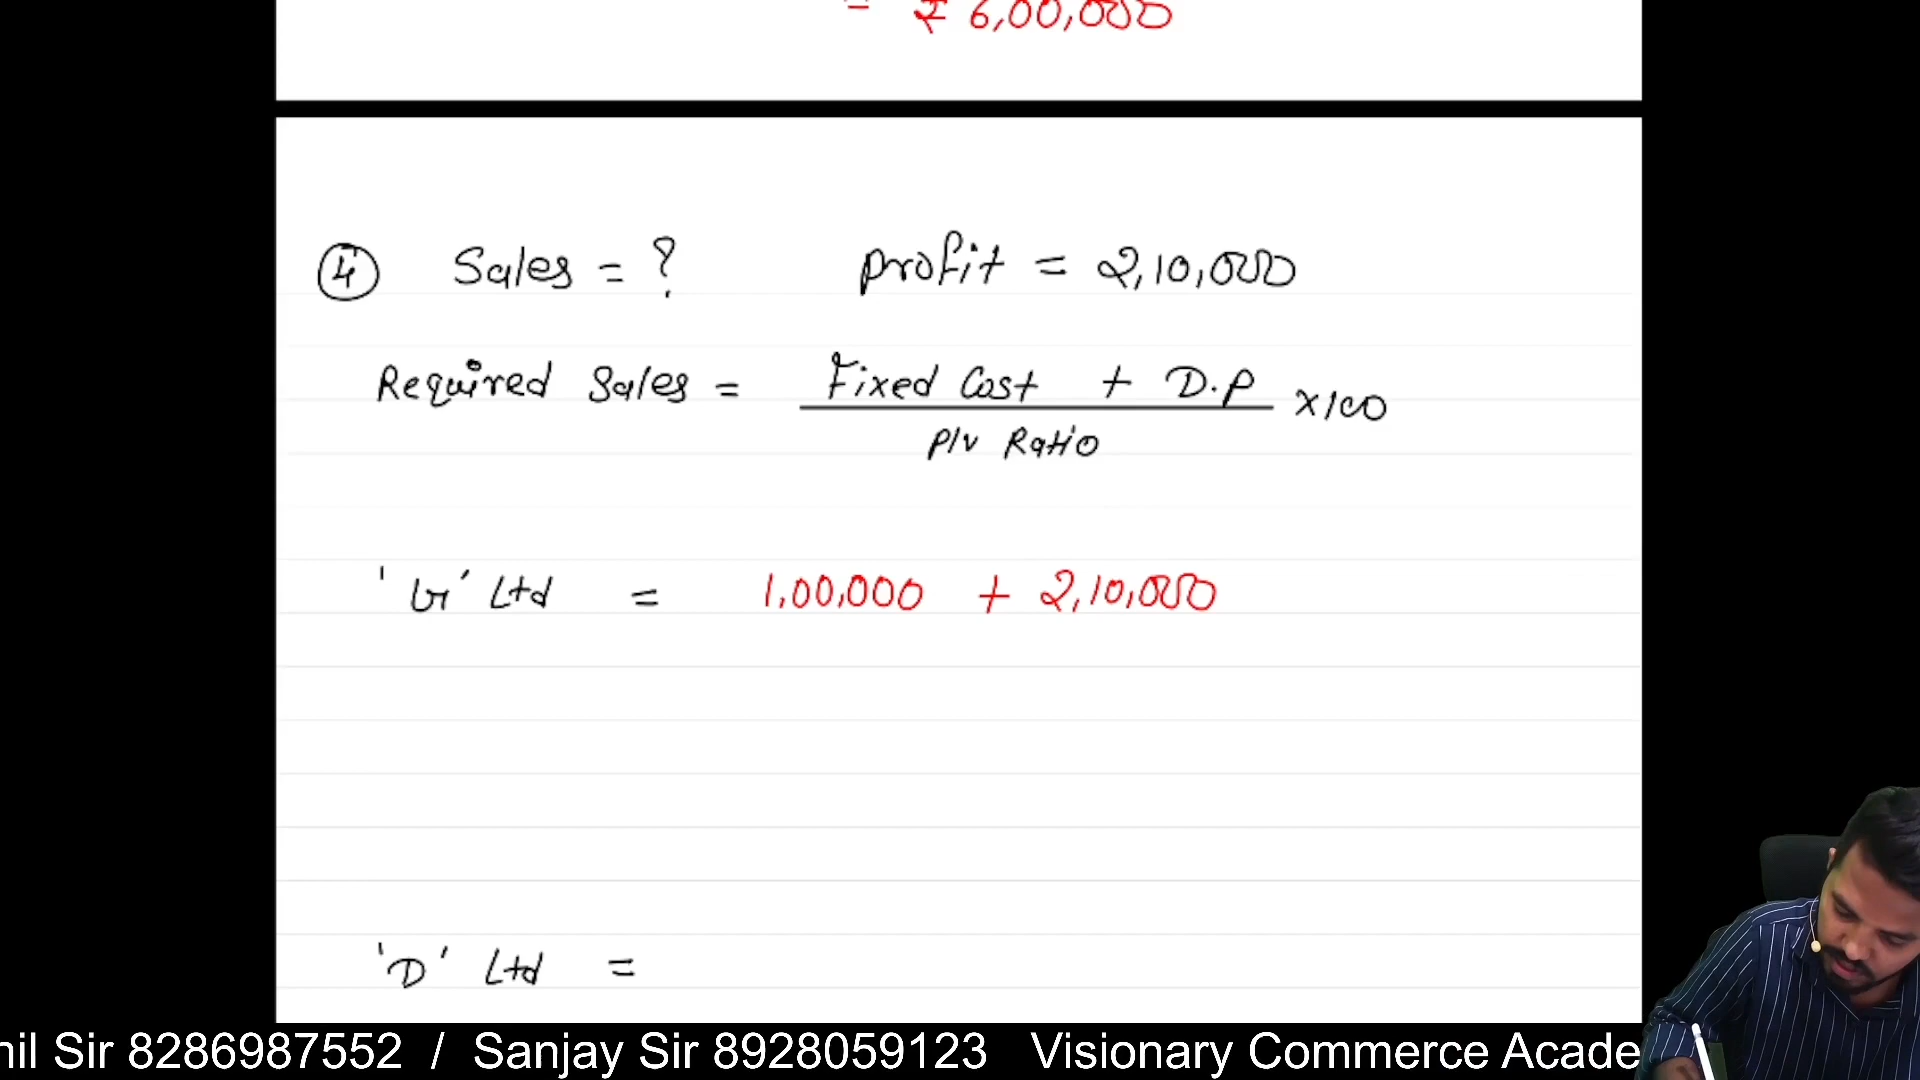 = ₹ 6,00,000
④ Sales = ? Profit = 2,10,000
Required Sales = Fixed Cost + D.P × 100
P/V Ratio
'G' Ltd = 1,00,000 + 2,10,000
'D' Ltd =
nil Sir 8286987552 / Sanjay Sir 8928059123 Visionary Commerce Acade